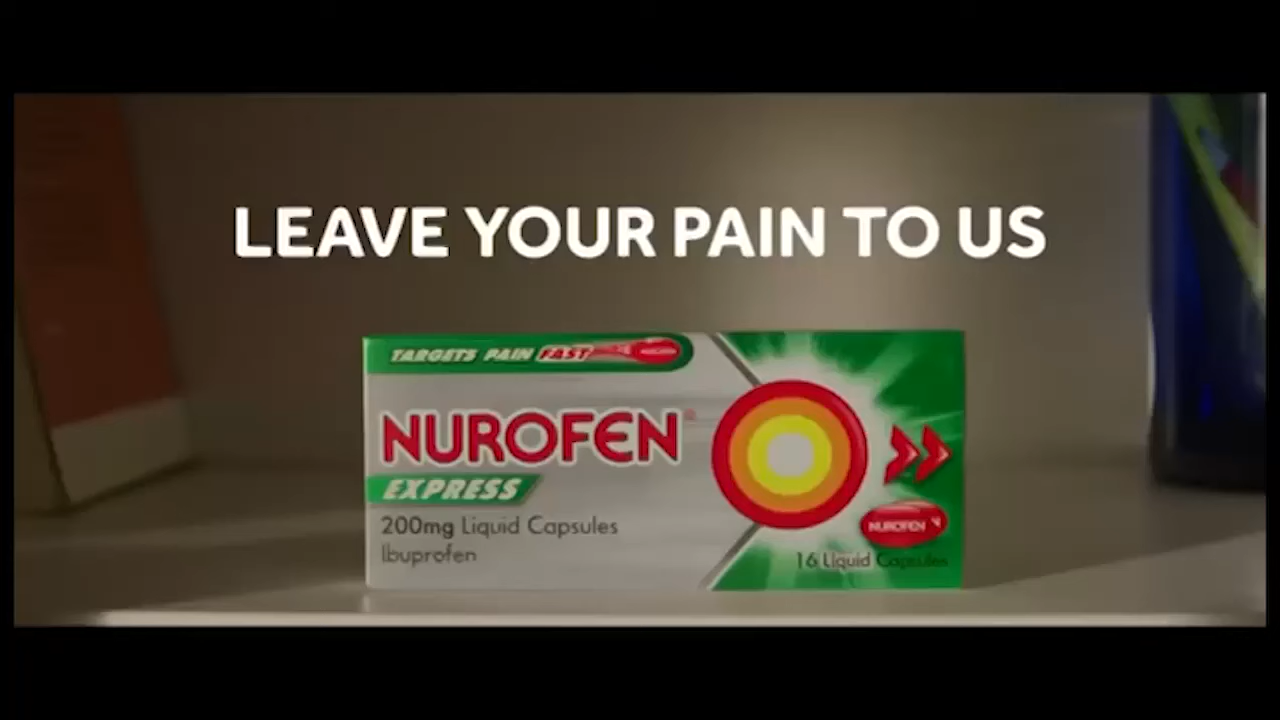 LEAVE YOUR PAIN TO US
TARGETS PAIN FAST
NUROFEN®
EXPRESS
200mg Liquid Capsules
Ibuprofen
NUROFEN
16 Liquid Capsules